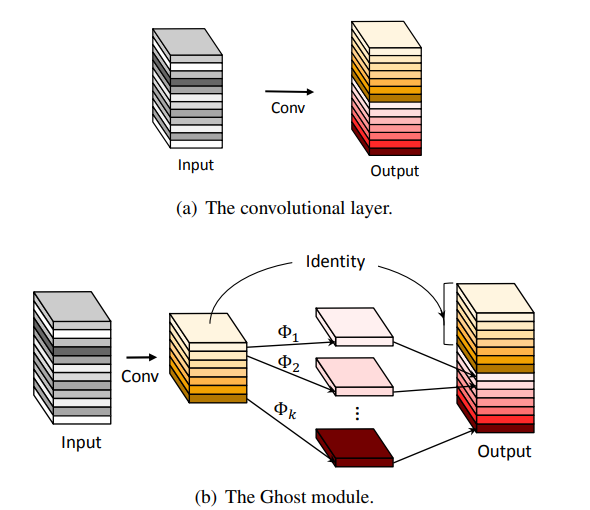 Conv
Input
Output
(a) The convolutional layer.
Identity
Φ₁
Φ₂
Conv
Φₖ
⋮
Input
Output
(b) The Ghost module.